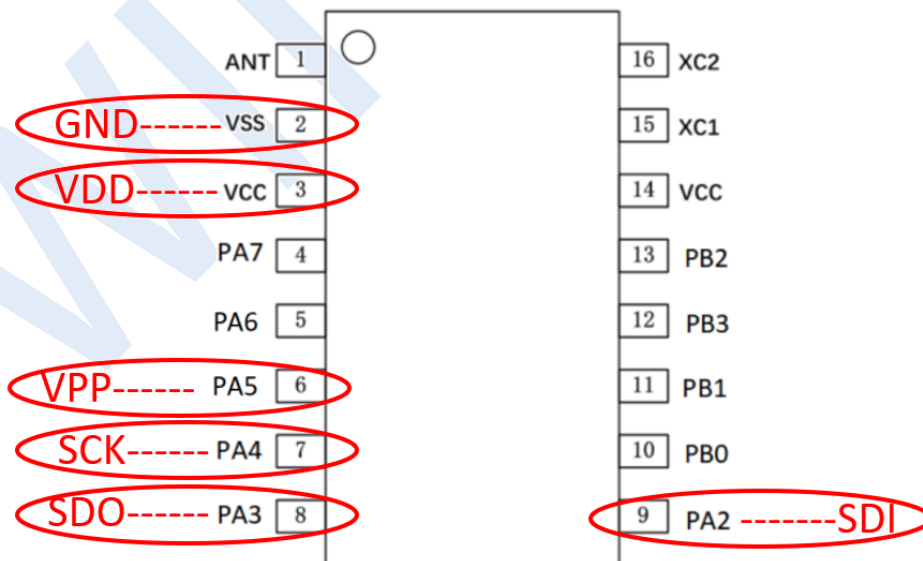 ANT 1 16 XC2
GND------VSS 2 15 XC1
VDD------VCC 3 14 VCC
PA7 4 13 PB2
PA6 5 12 PB3
VPP------ PA5 6 11 PB1
SCK------PA4 7 10 PB0
SDO------ PA3 8 9 PA2 -------SDI